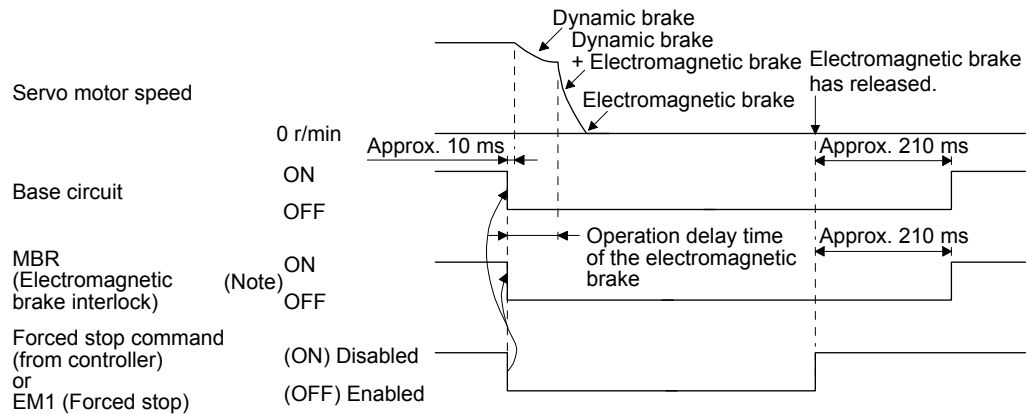 Dynamic brake
Dynamic brake
+ Electromagnetic brake
Electromagnetic brake
has released.
Servo motor speed
Electromagnetic brake
0 r/min
Approx. 10 ms
Approx. 210 ms
Base circuit
ON
OFF
Operation delay time
of the electromagnetic
brake
Approx. 210 ms
MBR
(Electromagnetic
brake interlock)
(Note)
ON
OFF
Forced stop command
(from controller)
or
EM1 (Forced stop)
(ON) Disabled
(OFF) Enabled